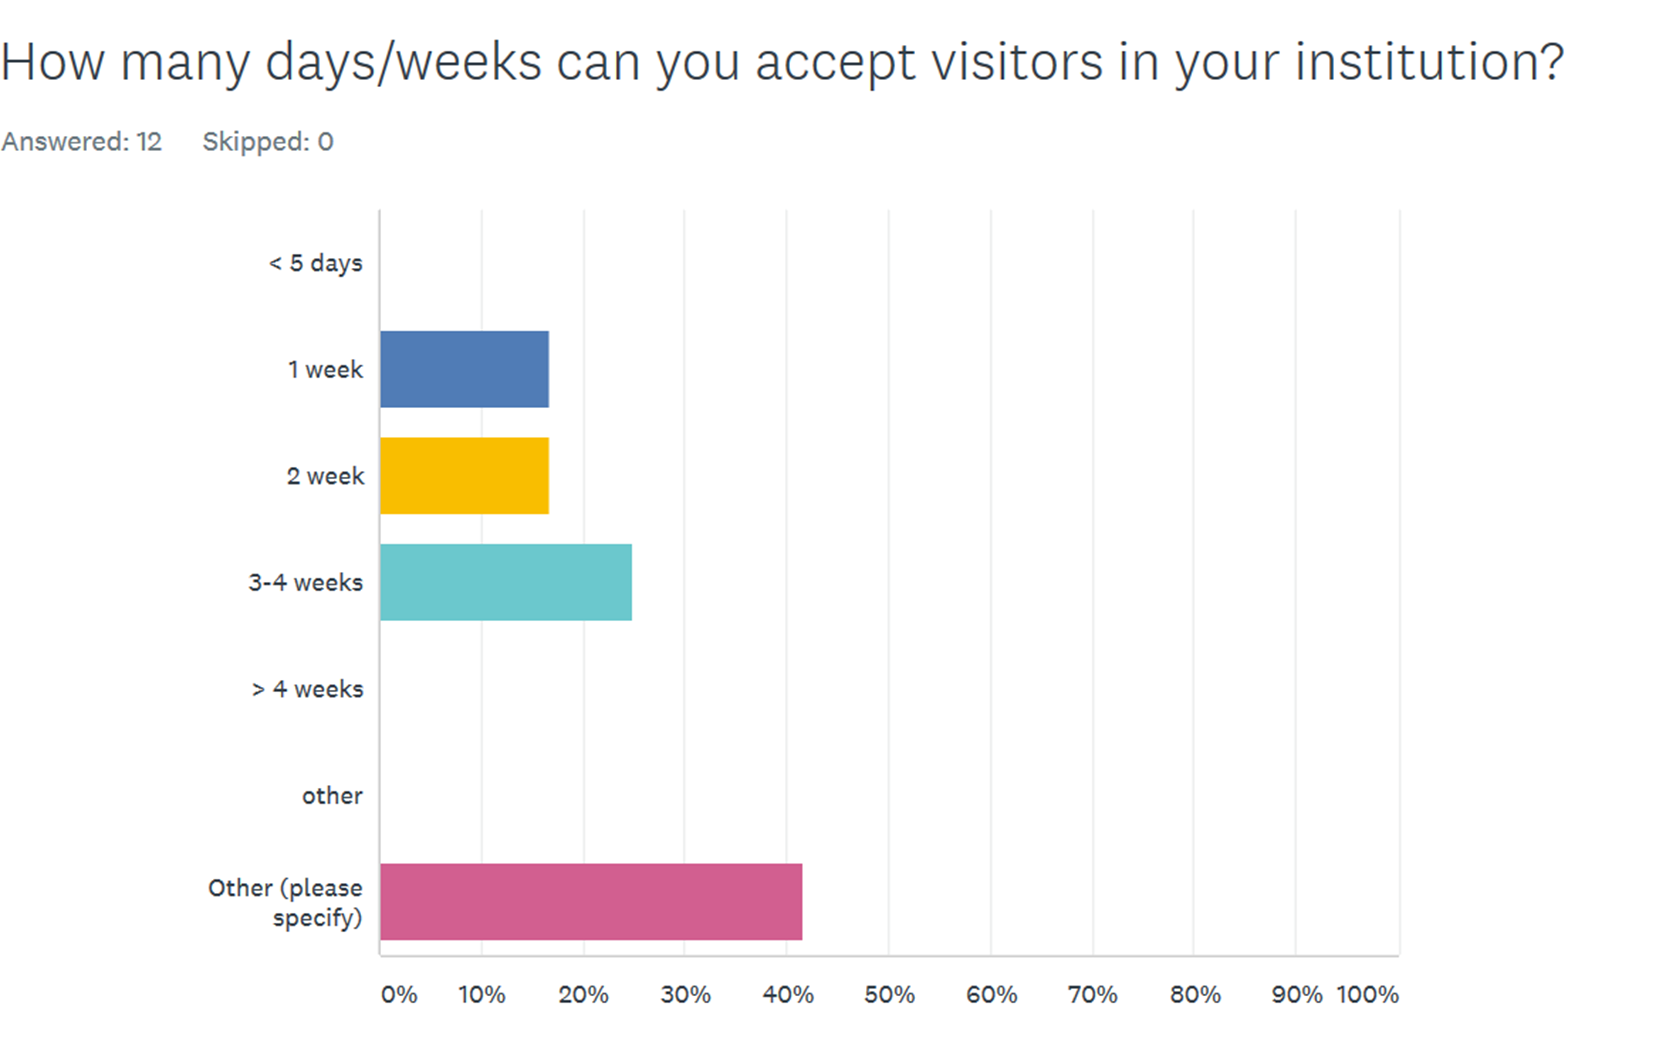 How many days/weeks can you accept visitors in your institution?
Answered: 12 Skipped: 0
< 5 days
1 week
2 week
3-4 weeks
> 4 weeks
other
Other (please
specify)
0% 10% 20% 30% 40% 50% 60% 70% 80% 90% 100%